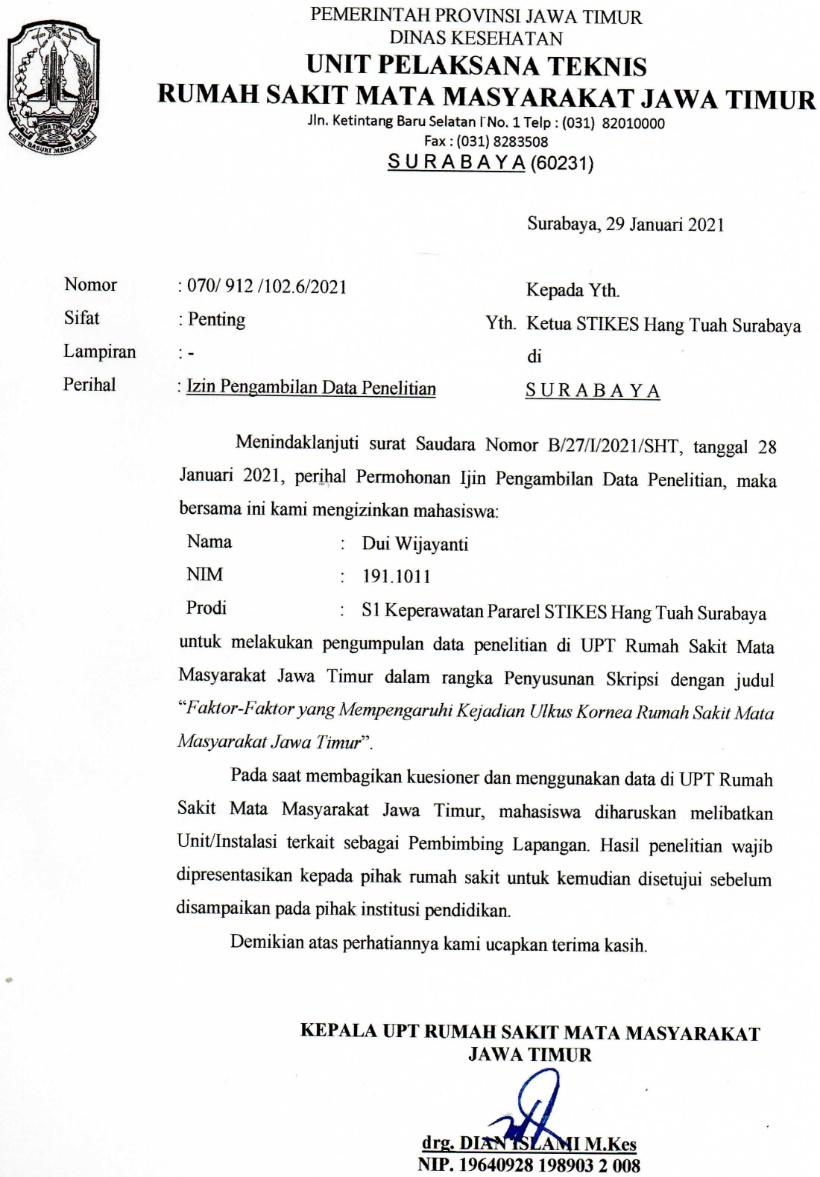 PEMERINTAH PROVINSI JAWA TIMUR
DINAS KESEHATAN
UNIT PELAKSANA TEKNIS
RUMAH SAKIT MATA MASYARAKAT JAWA TIMUR
Jln. Ketintang Baru Selatan I No. 1 Telp : (031) 82010000
Fax : (031) 8283508
S U R A B A Y A (60231)
JAWA TIMUR
JER BASUKI MAWA BEYA
Surabaya, 29 Januari 2021
Nomor : 070/ 912 /102.6/2021
Sifat : Penting
Lampiran : -
Perihal : Izin Pengambilan Data Penelitian
Kepada Yth.
Yth. Ketua STIKES Hang Tuah Surabaya
di
S U R A B A Y A
Menindaklanjuti surat Saudara Nomor B/27/I/2021/SHT, tanggal 28
Januari 2021, perihal Permohonan Ijin Pengambilan Data Penelitian, maka
bersama ini kami mengizinkan mahasiswa:
Nama : Dui Wijayanti
NIM : 191.1011
Prodi : S1 Keperawatan Pararel STIKES Hang Tuah Surabaya
untuk melakukan pengumpulan data penelitian di UPT Rumah Sakit Mata
Masyarakat Jawa Timur dalam rangka Penyusunan Skripsi dengan judul
“Faktor-Faktor yang Mempengaruhi Kejadian Ulkus Kornea Rumah Sakit Mata
Masyarakat Jawa Timur”.
Pada saat membagikan kuesioner dan menggunakan data di UPT Rumah
Sakit Mata Masyarakat Jawa Timur, mahasiswa diharuskan melibatkan
Unit/Instalasi terkait sebagai Pembimbing Lapangan. Hasil penelitian wajib
dipresentasikan kepada pihak rumah sakit untuk kemudian disetujui sebelum
disampaikan pada pihak institusi pendidikan.
Demikian atas perhatiannya kami ucapkan terima kasih.
KEPALA UPT RUMAH SAKIT MATA MASYARAKAT
JAWA TIMUR
drg. DIAN ISLAMI M.Kes
NIP. 19640928 198903 2 008